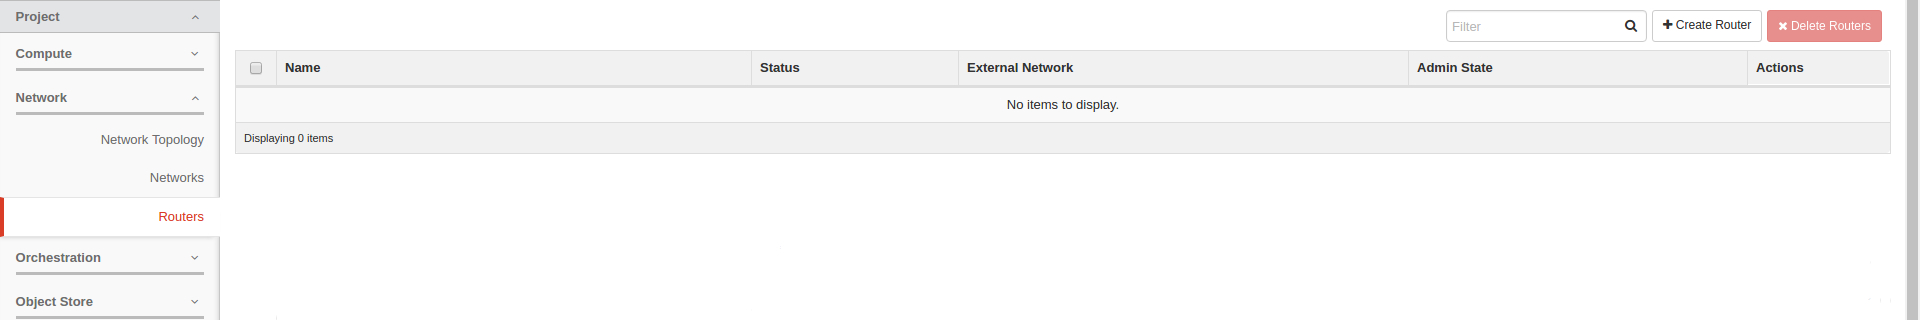 Project
Compute
Network
Network Topology
Networks
Routers
Orchestration
Object Store
Filter
Create Router
Delete Routers
Name Status External Network Admin State Actions
No items to display.
Displaying 0 items